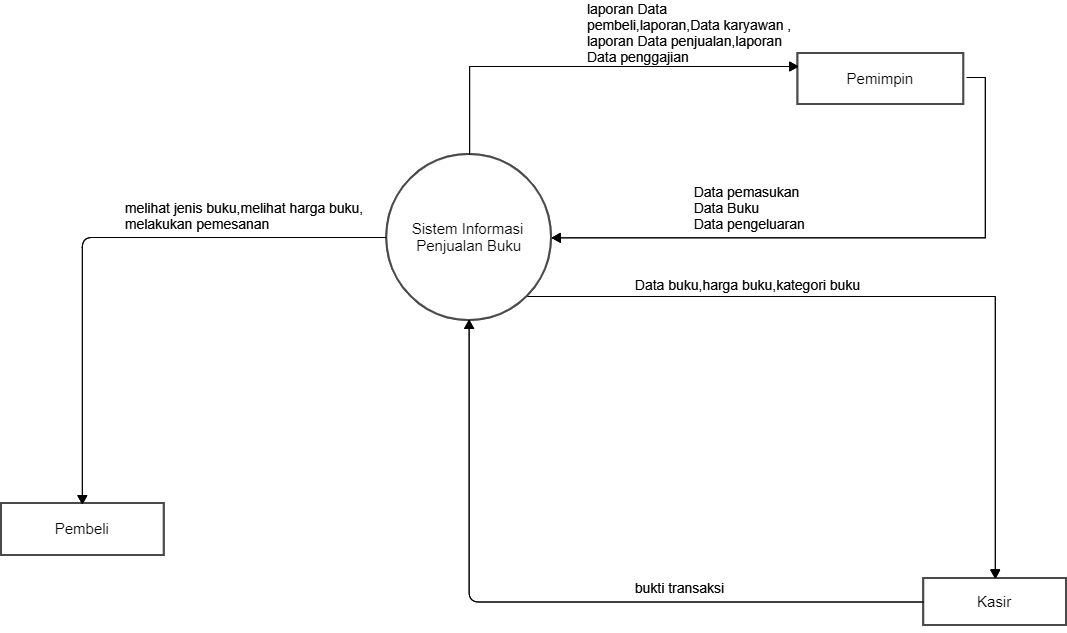 laporan Data
pembeli,laporan,Data karyawan ,
laporan Data penjualan,laporan
Data penggajian
Pemimpin
melihat jenis buku,melihat harga buku,
melakukan pemesanan
Sistem Informasi
Penjualan Buku
Data pemasukan
Data Buku
Data pengeluaran
Data buku,harga buku,kategori buku
Pembeli
bukti transaksi
Kasir